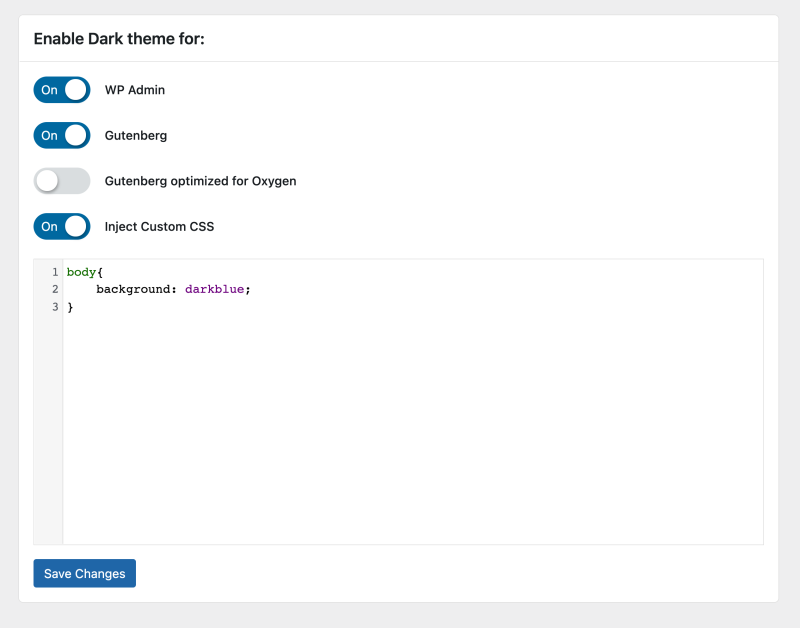 Enable Dark theme for:
On WP Admin
On Gutenberg
Gutenberg optimized for Oxygen
On Inject Custom CSS
1 body{
2     background: darkblue;
3 }
Save Changes